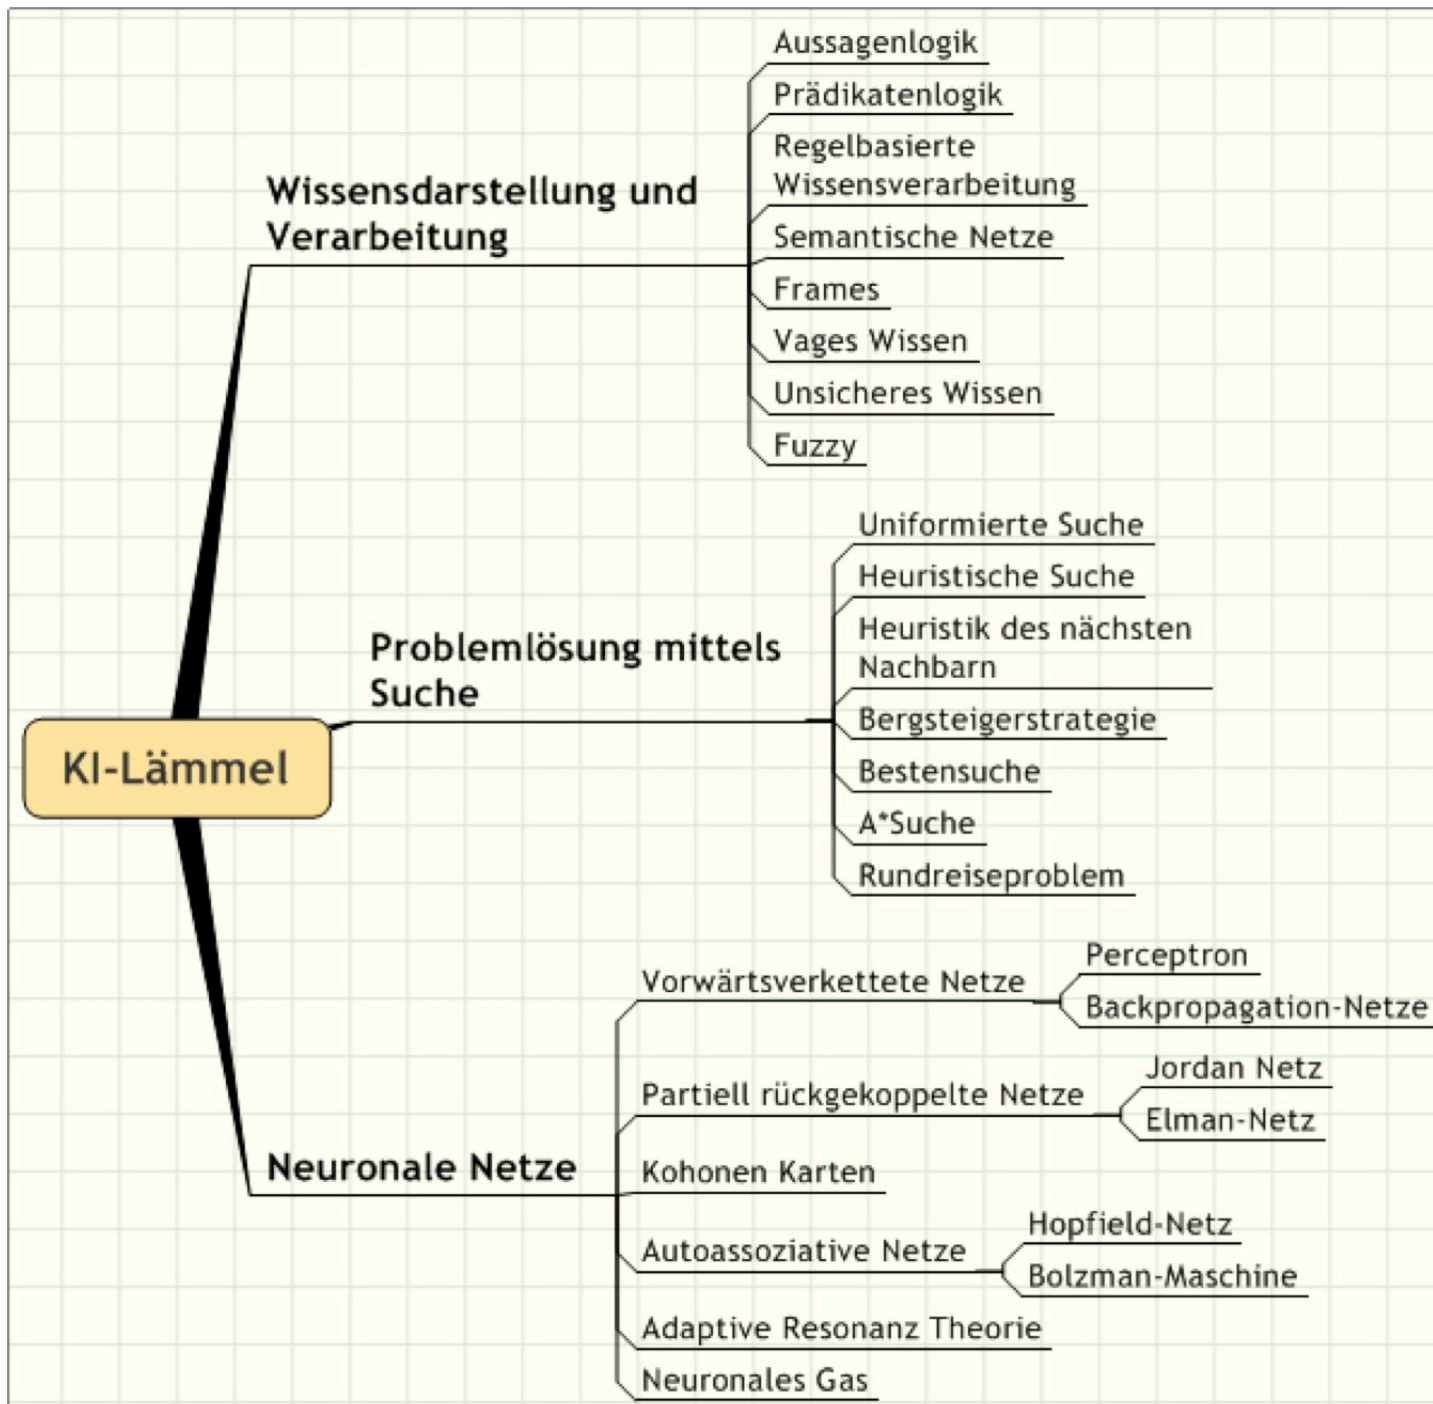 Aussagenlogik
Prädikatenlogik
Regelbasierte
Wissensverarbeitung
Wissensdarstellung und
Verarbeitung
Semantische Netze
Frames
Vages Wissen
Unsicheres Wissen
Fuzzy
Uniformierte Suche
Heuristische Suche
Heuristik des nächsten
Nachbarn
Problemlösung mittels
Suche
Bergsteigerstrategie
Bestensuche
A*Suche
Rundreiseproblem
KI-Lämmel
Vorwärtsverkettete Netze
Perceptron
Backpropagation-Netze
Partiell rückgekoppelte Netze
Jordan Netz
Elman-Netz
Neuronale Netze
Kohonen Karten
Autoassoziative Netze
Hopfield-Netz
Bolzman-Maschine
Adaptive Resonanz Theorie
Neuronales Gas